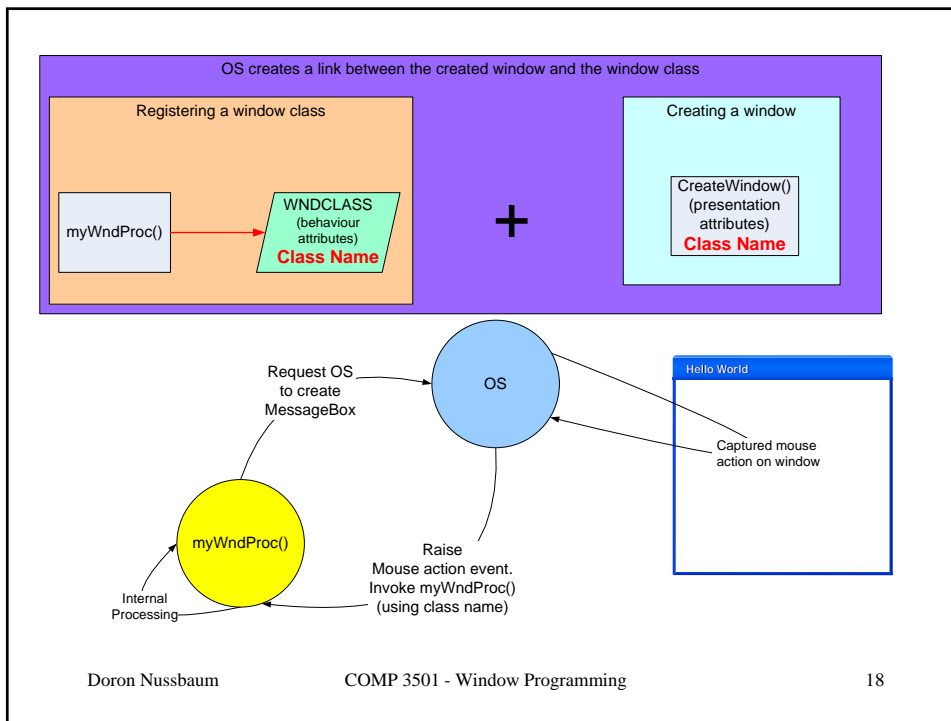 OS creates a link between the created window and the window class
Registering a window class
myWndProc()
WNDCLASS
(behaviour
attributes)
Class Name
+
Creating a window
CreateWindow()
(presentation
attributes)
Class Name
Request OS
to create
MessageBox
OS
Hello World
Captured mouse
action on window
myWndProc()
Internal
Processing
Raise
Mouse action event.
Invoke myWndProc()
(using class name)
Doron Nussbaum
COMP 3501 - Window Programming
18